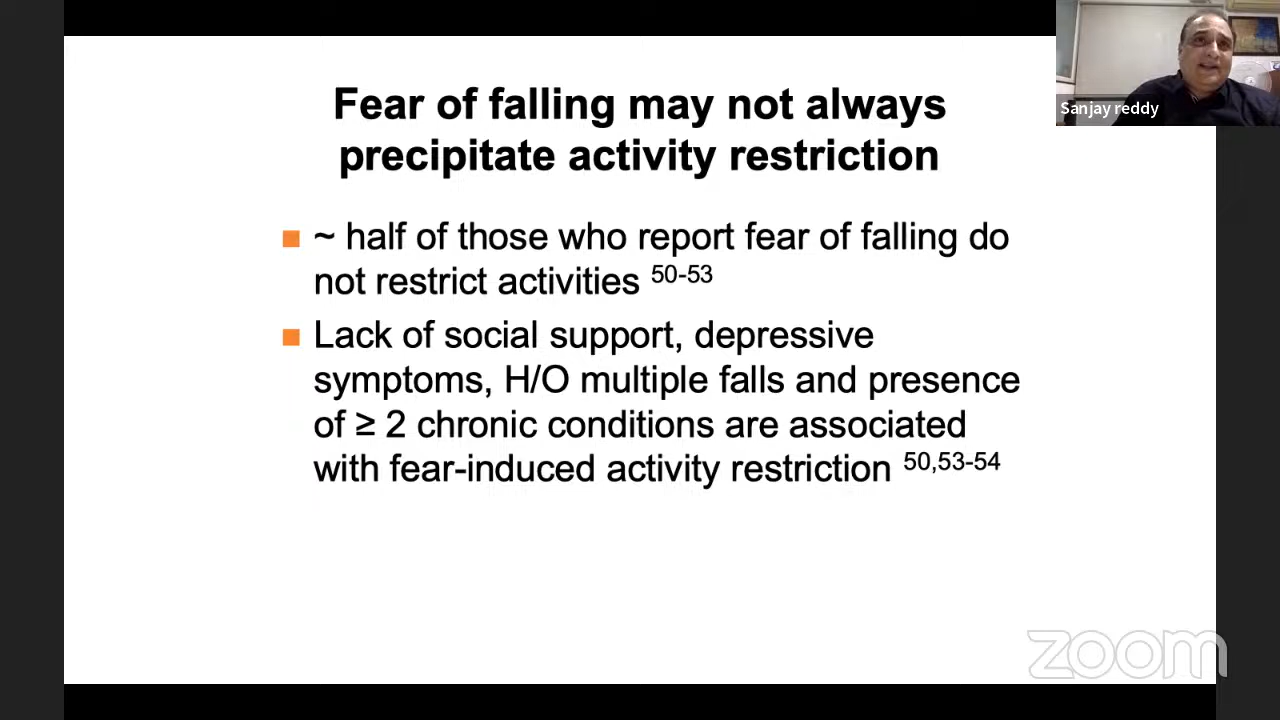 Fear of falling may not always
precipitate activity restriction
~ half of those who report fear of falling do
not restrict activities 50-53
Lack of social support, depressive
symptoms, H/O multiple falls and presence
of ≥ 2 chronic conditions are associated
with fear-induced activity restriction 50,53-54
Sanjay reddy
zoom